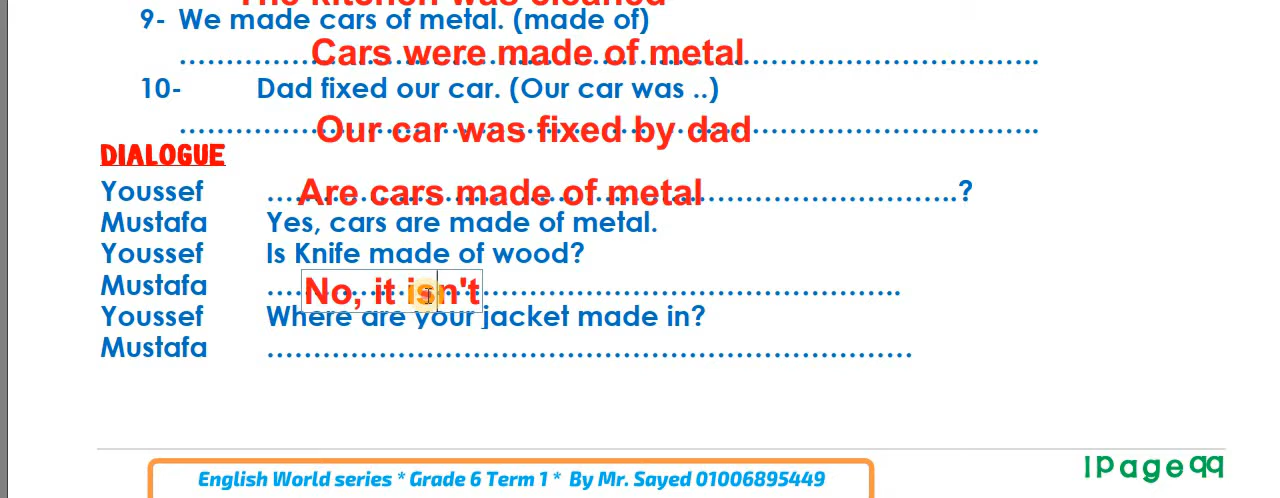 The kitchen was cleaned
9- We made cars of metal. (made of)
Cars were made of metal
10- Dad fixed our car. (Our car was ..)
Our car was fixed by dad
DIALOGUE
Youssef Are cars made of metal ?
Mustafa Yes, cars are made of metal.
Youssef Is Knife made of wood?
Mustafa No, it isn't
Youssef Where are your jacket made in?
Mustafa ……………………………………………………………
English World series * Grade 6 Term 1 * By Mr. Sayed 01006895449
| P a g e 99